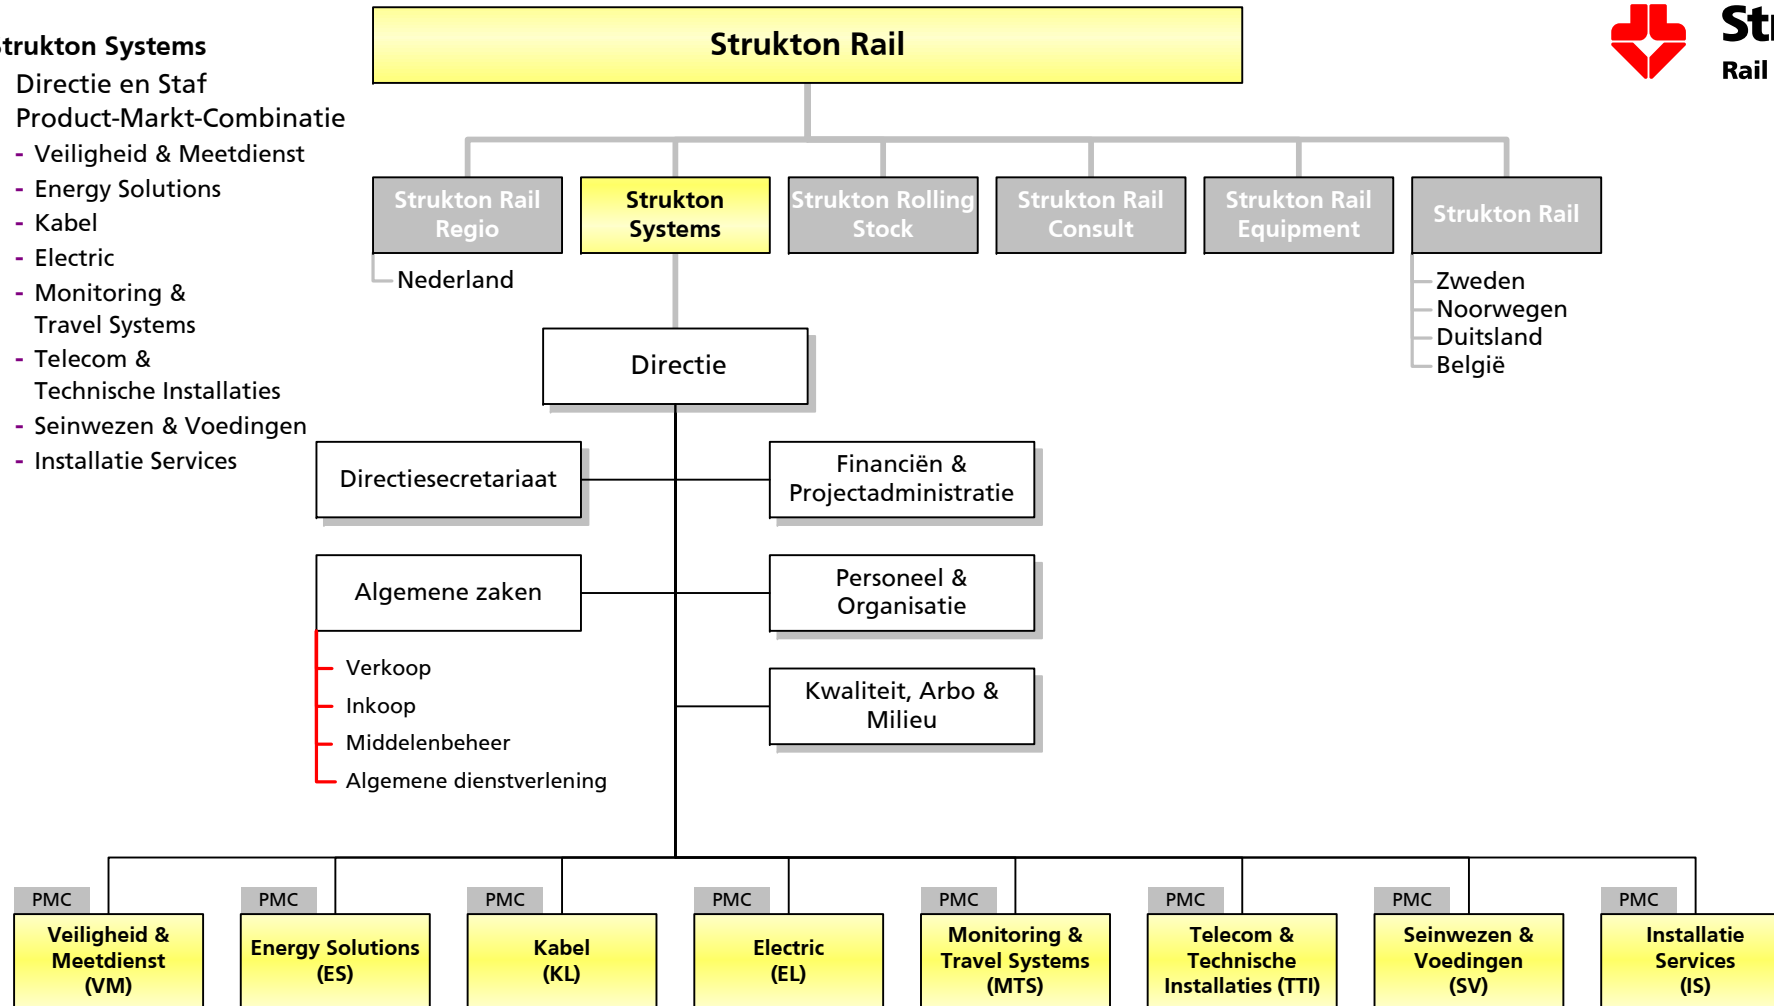 Strukton Systems
Directie en Staf
Product-Markt-Combinatie
- Veiligheid & Meetdienst
- Energy Solutions
- Kabel
- Electric
- Monitoring &
Travel Systems
- Telecom &
Technische Installaties
- Seinwezen & Voedingen
- Installatie Services
Strukton Rail
Rail
Strukton Rail
Regio
Strukton
Systems
Strukton Rolling
Stock
Strukton Rail
Consult
Strukton Rail
Equipment
Strukton Rail
Nederland
Zweden
Noorwegen
Duitsland
België
Directie
Directiesecretariaat
Financiën &
Projectadministratie
Algemene zaken
Personeel &
Organisatie
Verkoop
Inkoop
Middelenbeheer
Algemene dienstverlening
Kwaliteit, Arbo &
Milieu
PMC
Veiligheid &
Meetdienst
(VM)
PMC
Energy Solutions
(ES)
PMC
Kabel
(KL)
PMC
Electric
(EL)
PMC
Monitoring &
Travel Systems
(MTS)
PMC
Telecom &
Technische
Installaties (TTI)
PMC
Seinwezen &
Voedingen
(SV)
PMC
Installatie
Services
(IS)